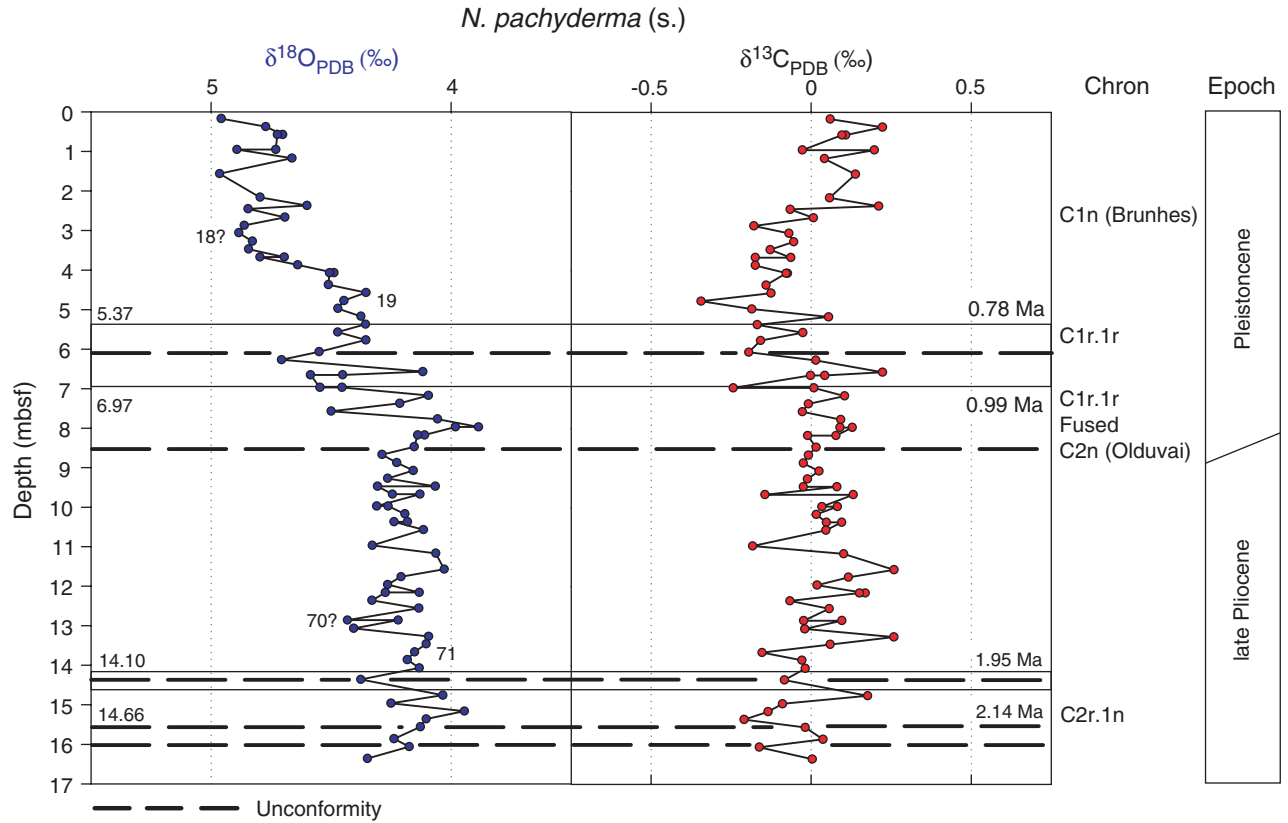 N. pachyderma (s.)
δ18OPDB (‰)
δ13CPDB (‰)
5 4 -0.5 0 0.5 Chron Epoch
0
1
2
3
4
5
6
7
8
9
10
11
12
13
14
15
16
17
Depth (mbsf)
18?
19
5.37
6.97
70?
71
14.10
14.66
0.78 Ma
0.99 Ma
1.95 Ma
2.14 Ma
C1n (Brunhes)
C1r.1r
C1r.1r
Fused
C2n (Olduvai)
C2r.1n
Pleistoncene
late Pliocene
Unconformity